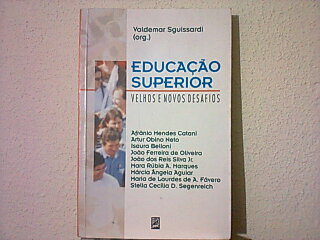 Valdemar Sguissardi
(org.)
EDUCAÇÃO
SUPERIOR
VELHOS E NOVOS DESAFIOS
Afrânio Mendes Catani
Artur Obino Neto
Isaura Belloni
João Ferreira de Oliveira
João dos Reis Silva Jr.
Mara Rúbia A. Marques
Márcia Ângela Aguiar
Maria de Lourdes de A. Fávero
Stella Cecília D. Segenreich